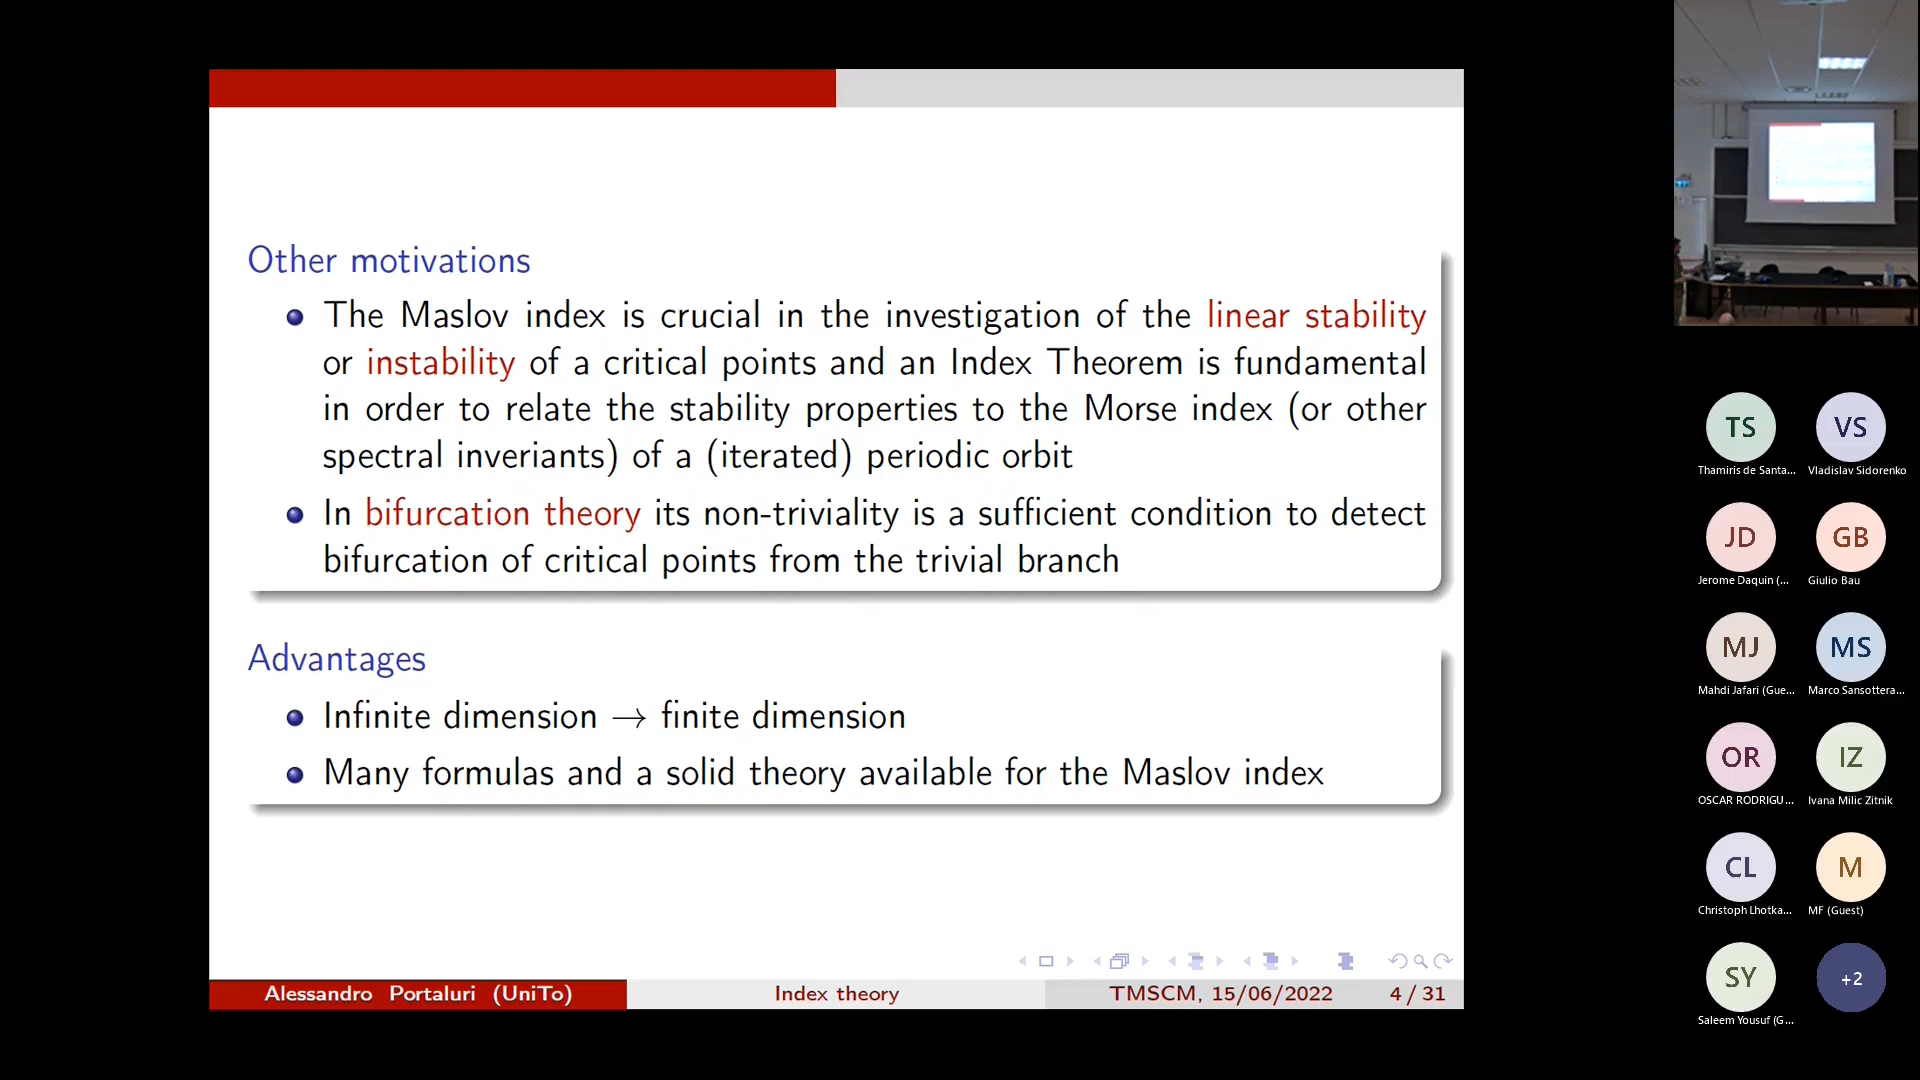 Other motivations
The Maslov index is crucial in the investigation of the linear stability
or instability of a critical points and an Index Theorem is fundamental
in order to relate the stability properties to the Morse index (or other
spectral inveriants) of a (iterated) periodic orbit
In bifurcation theory its non-triviality is a sufficient condition to detect
bifurcation of critical points from the trivial branch
Advantages
Infinite dimension → finite dimension
Many formulas and a solid theory available for the Maslov index
Alessandro Portaluri (UniTo)
Index theory
TMSCM, 15/06/2022
4 / 31
TS
VS
Thamiris de Santa...
Vladislav Sidorenko
JD
GB
Jerome Daquin (...
Giulio Bau
MJ
MS
Mahdi Jafari (Gue...
Marco Sansottera...
OR
IZ
OSCAR RODRIGU...
Ivana Milic Zitnik
CL
M
Christoph Lhotka...
MF (Guest)
SY
+2
Saleem Yousuf (G...